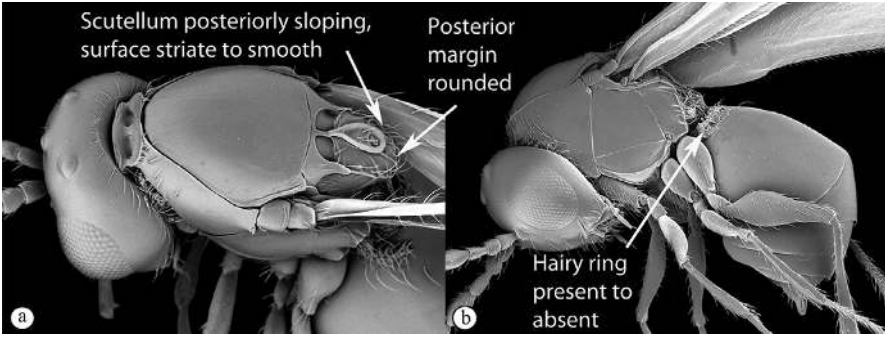 Scutellum posteriorly sloping,
surface striate to smooth
Posterior
margin
rounded
a
Hairy ring
present to
absent
b